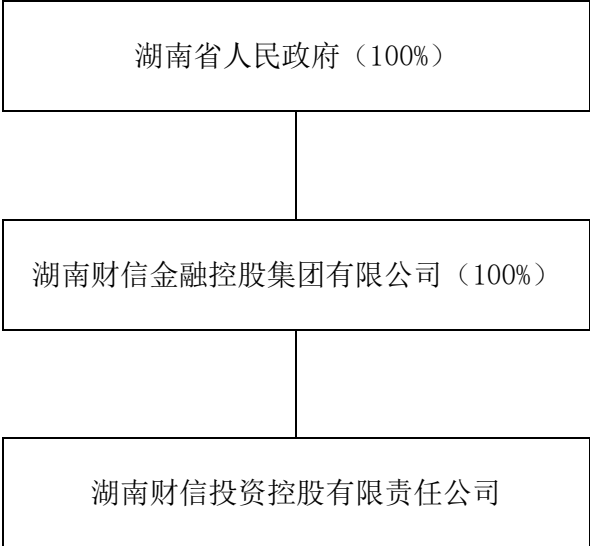 湖南省人民政府（100%）
湖南财信金融控股集团有限公司（100%）
湖南财信投资控股有限责任公司